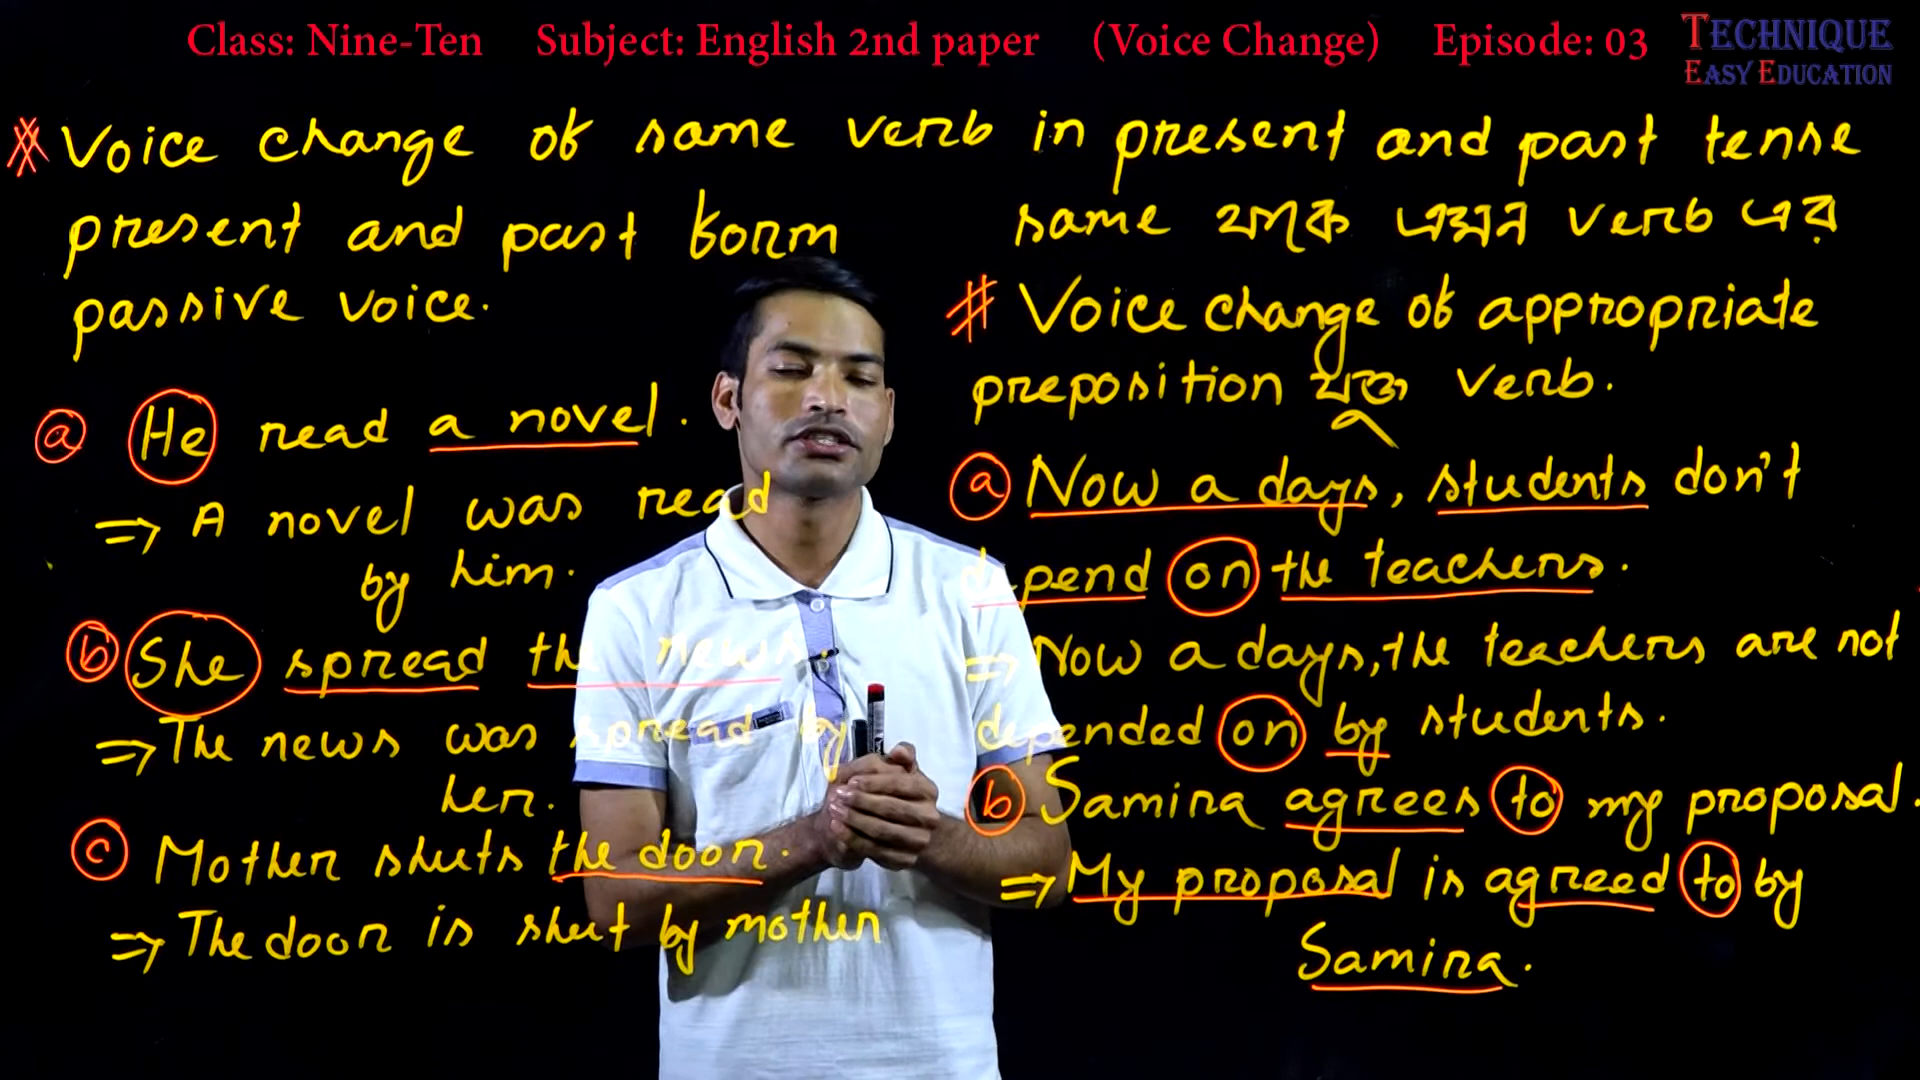 Class: Nine-Ten Subject: English 2nd paper (Voice Change) Episode: 03
TECHNIQUE
EASY EDUCATION
Voice change of same verb in present and past tense
present and past form same থাকে এমন verb এর
passive voice.
a He read a novel.
⇒ A novel was read
by him.
b She spread the news.
⇒ The news was spread by
her.
c Mother shuts the door.
⇒ The door is shut by mother
# Voice change of appropriate
preposition যুক্ত verb.
a Now a days, students don't
depend on the teachers.
⇒ Now a days, the teachers are not
depended on by students.
b Samira agrees to my proposal.
⇒ My proposal is agreed to by
Samira.